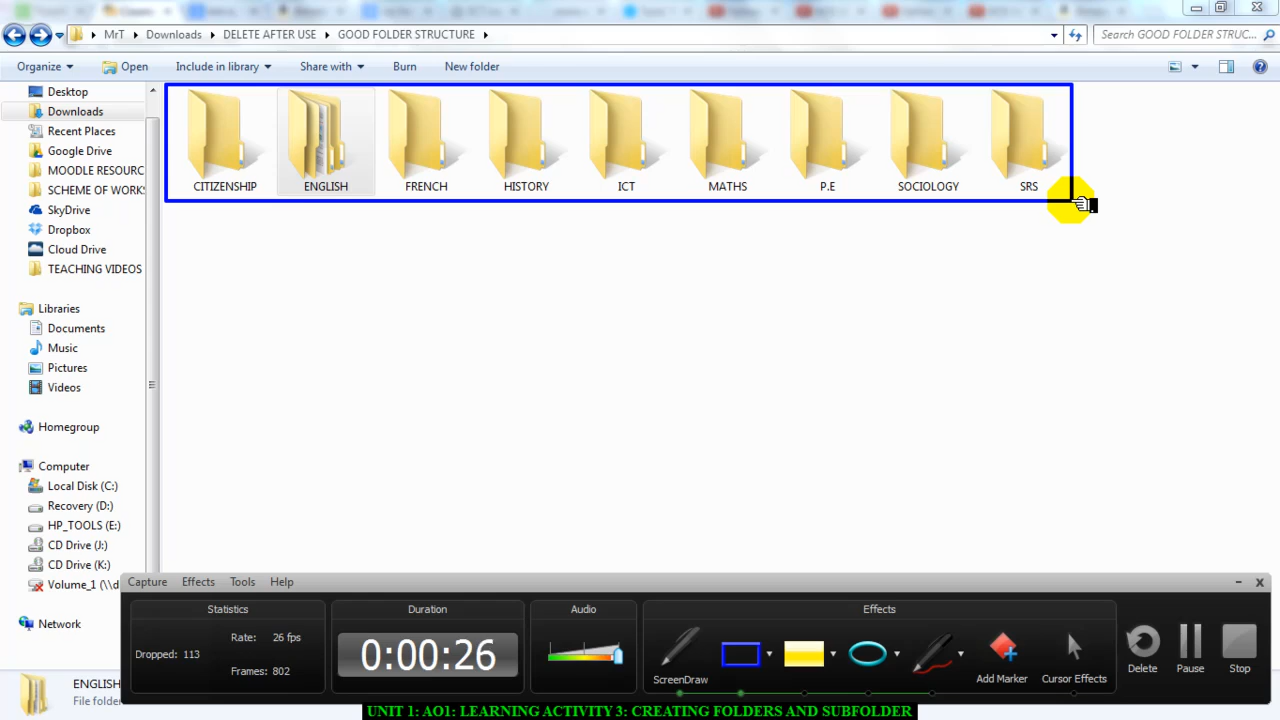 MrT Downloads DELETE AFTER USE GOOD FOLDER STRUCTURE
Search GOOD FOLDER STRUC...
Organize Open Include in library Share with Burn New folder
Desktop
Downloads
Recent Places
Google Drive
MOODLE RESOURC
SCHEME OF WORK
SkyDrive
Dropbox
Cloud Drive
TEACHING VIDEOS
Libraries
Documents
Music
Pictures
Videos
Homegroup
Computer
Local Disk (C:)
Recovery (D:)
HP_TOOLS (E:)
CD Drive (J:)
CD Drive (K:)
Volume_1 (\\d
Network
CITIZENSHIP ENGLISH FRENCH HISTORY ICT MATHS P.E SOCIOLOGY SRS
ENGLISH
File folder
Capture Effects Tools Help
Statistics
Rate: 26 fps
Dropped: 113
Frames: 802
Duration
0:00:26
Audio
Effects
ScreenDraw
Add Marker
Cursor Effects
Delete
Pause
Stop
UNIT 1: AO1: LEARNING ACTIVITY 3: CREATING FOLDERS AND SUBFOLDER